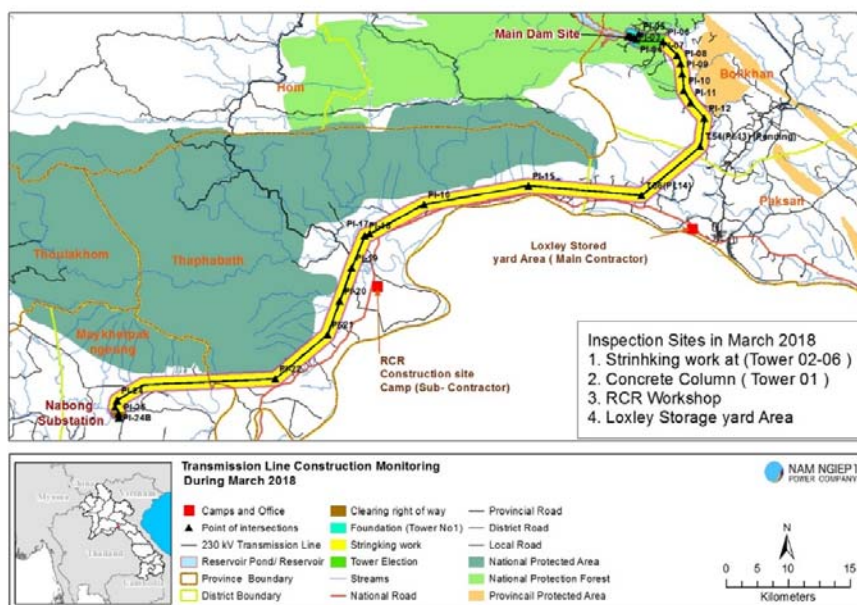 Main Dam Site
PI-05
PI-06
PI-07
PI-08
PI-09
PI-10
PI-11
PI-12
Bolikhan
Hom
T54(PI-13) (Pending)
PI-15
T66(PI-14)
PI-16
Paksan
PI-17
PI-18
Loxley Stored
yard Area ( Main Contractor)
Thoulakhom
Thaphabath
PI-19
PI-20
PI-21
RCR
Construction site
Camp (Sub- Contractor)
PI-22
Nabong
Substation
PI-24B
Inspection Sites in March 2018
1. Strinhking work at (Tower 02-06 )
2. Concrete Column ( Tower 01 )
3. RCR Workshop
4. Loxley Storage yard Area
Transmission Line Construction Monitoring
During March 2018
NAM NGIEP1
POWER COMPANY
China
Myanma
Vietnam
Thailand
Cambodia
Camps and Office
Point of intersections
230 kV Transmission Line
Reservoir Pond/ Reservoir
Province Boundary
District Boundary
Clearing right of way
Foundation (Tower No1)
Stringking work
Tower Election
Streams
National Road
Provincial Road
District Road
Local Road
National Protected Area
National Protection Forest
Provincail Protected Area
N
0 5 10 15
Kilometers